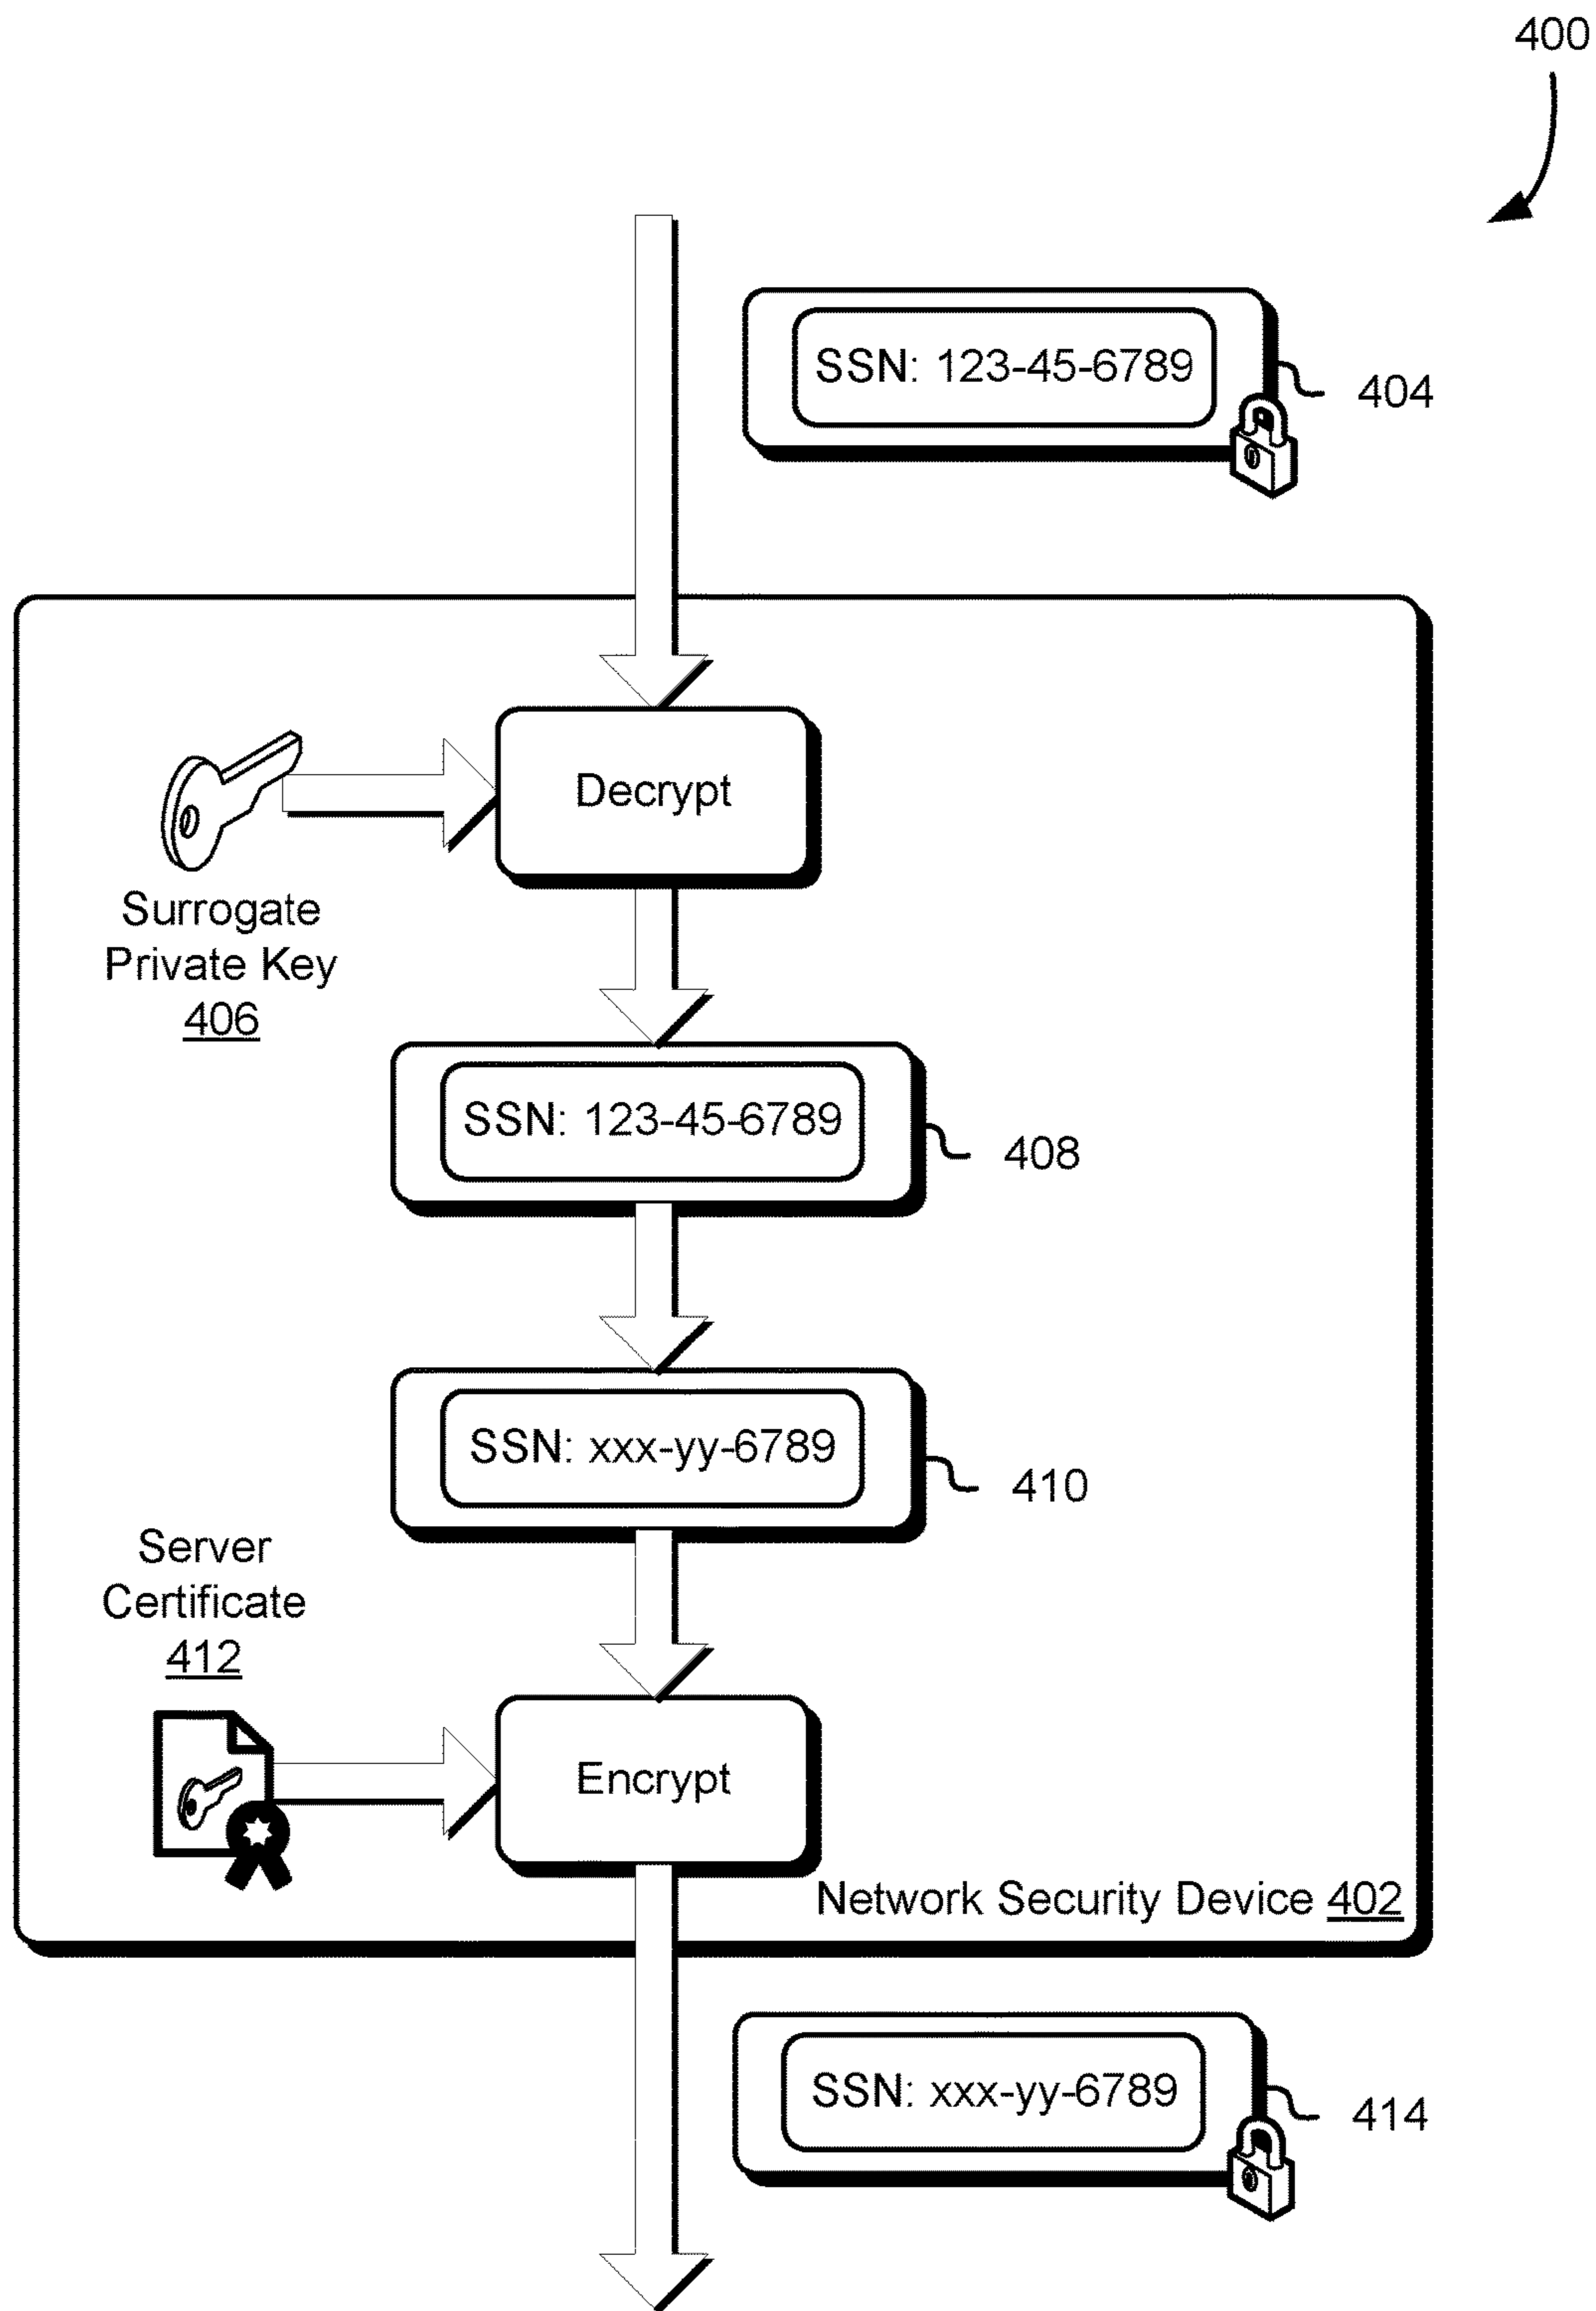 400
SSN: 123-45-6789
404
Decrypt
Surrogate
Private Key
406
SSN: 123-45-6789
408
SSN: xxx-yy-6789
410
Server
Certificate
412
Encrypt
Network Security Device 402
SSN: xxx-yy-6789
414